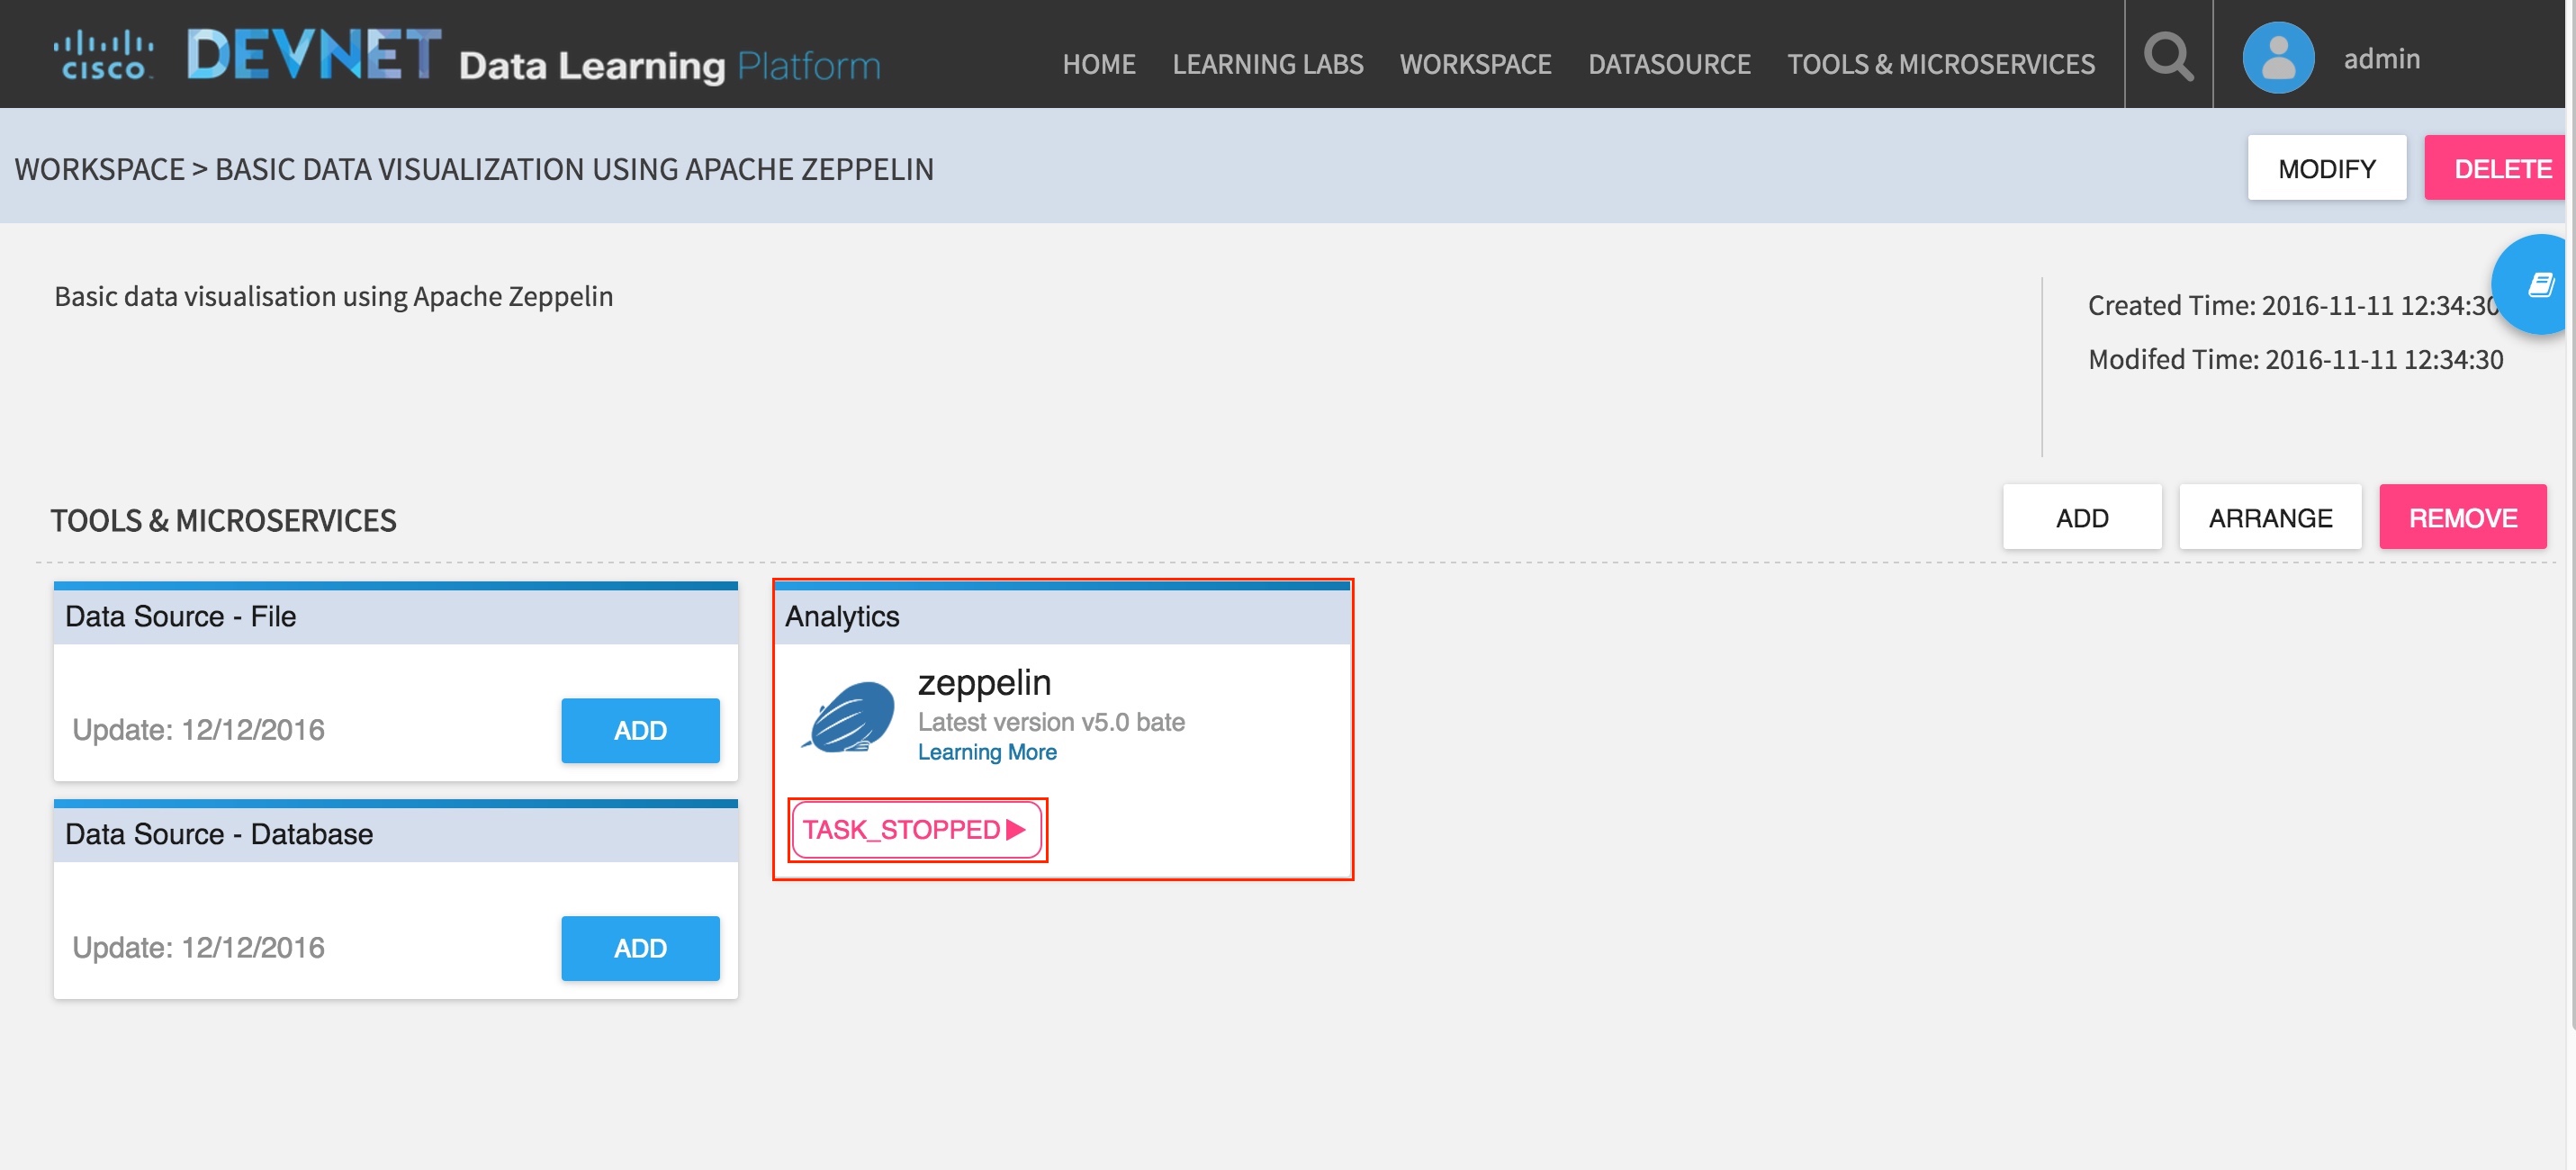 CISCO. DEVNET Data Learning Platform
HOME LEARNING LABS WORKSPACE DATASOURCE TOOLS & MICROSERVICES admin
WORKSPACE > BASIC DATA VISUALIZATION USING APACHE ZEPPELIN
MODIFY DELETE
Basic data visualisation using Apache Zeppelin
Created Time: 2016-11-11 12:34:30
Modifed Time: 2016-11-11 12:34:30
TOOLS & MICROSERVICES
ADD ARRANGE REMOVE
Data Source - File
Update: 12/12/2016 ADD
Data Source - Database
Update: 12/12/2016 ADD
Analytics
zeppelin
Latest version v5.0 bate
Learning More
TASK_STOPPED